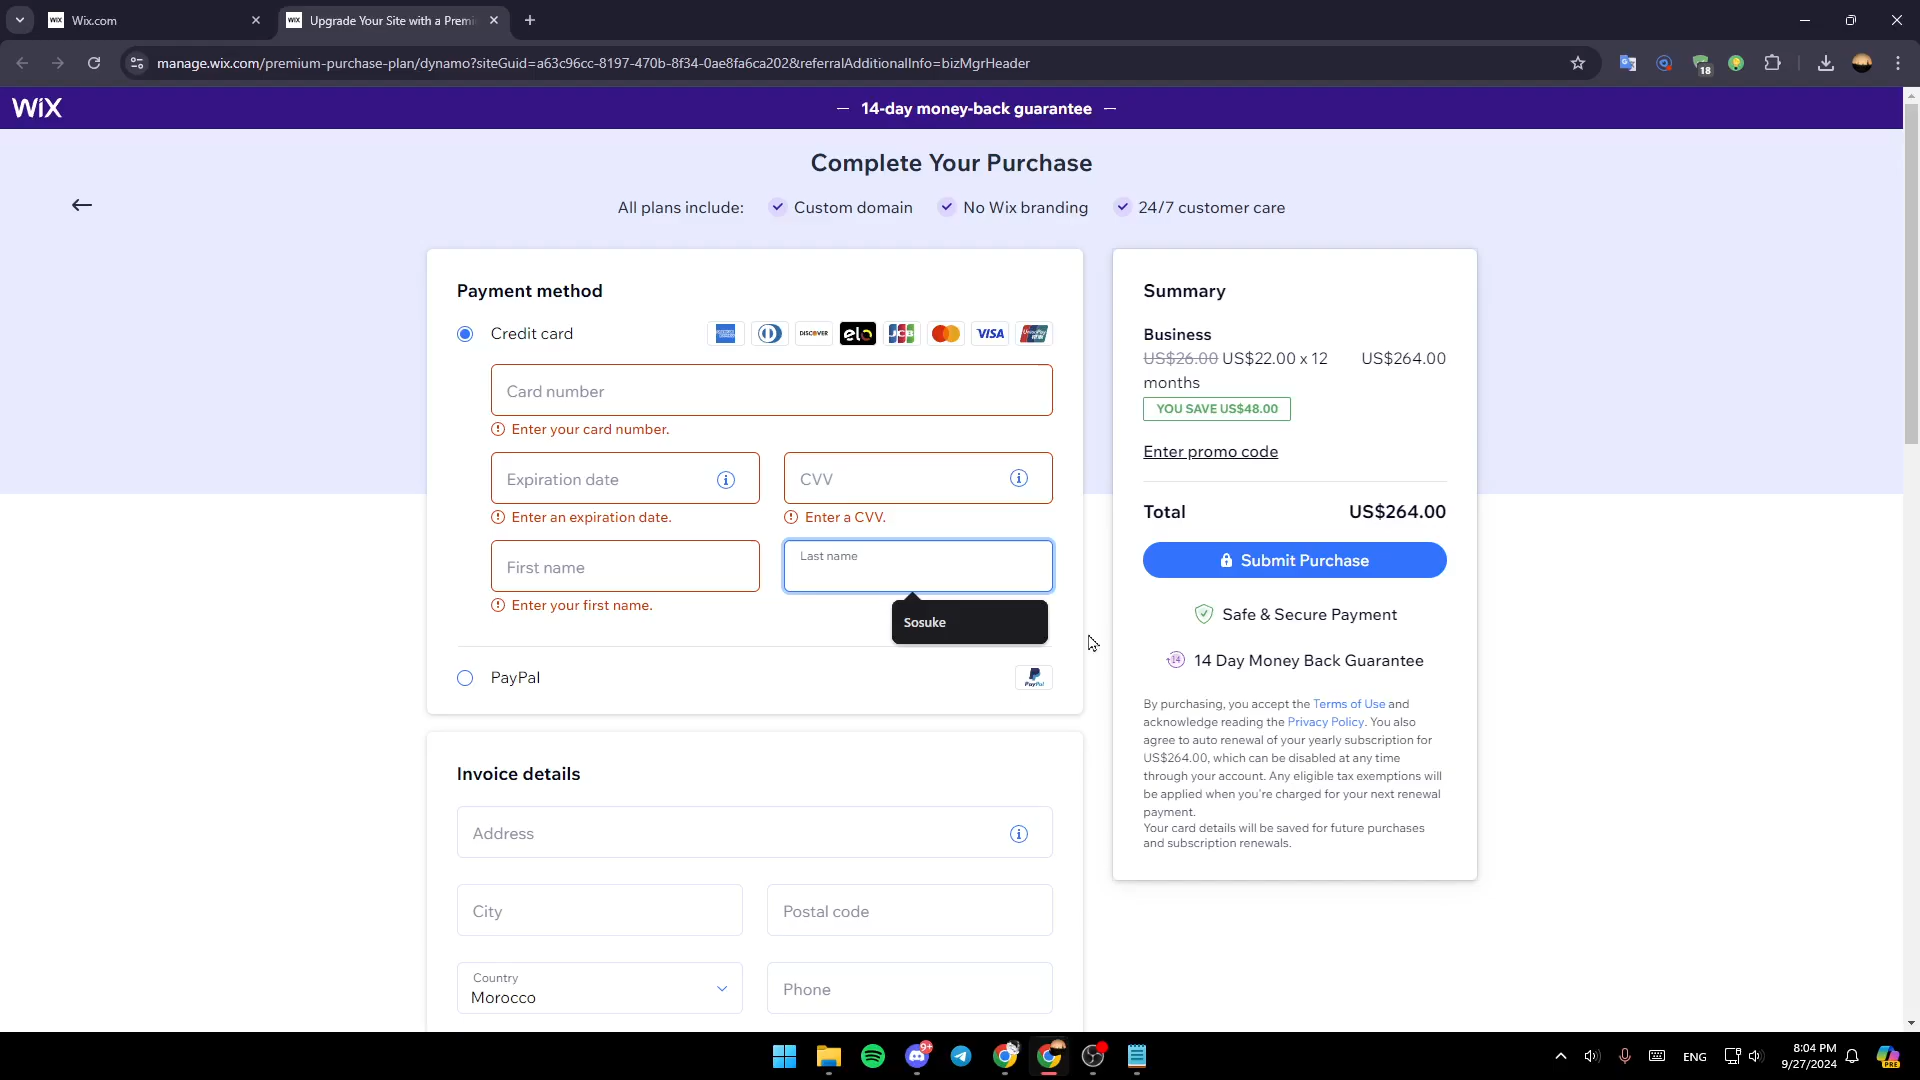 Wix.com
Upgrade Your Site with a Premi
manage.wix.com/premium-purchase-plan/dynamo?siteGuid=a63c96cc-8197-470b-8f34-0ae8fa6ca202&referralAdditionalInfo=bizMgrHeader
18
WiX
14-day money-back guarantee
Complete Your Purchase
All plans include: Custom domain No Wix branding 24/7 customer care
Payment method
Credit card
DISCOVER elo JCB VISA UnionPay
Card number
Enter your card number.
Expiration date
CVV
Enter an expiration date.
Enter a CVV.
First name
Last name
Enter your first name.
Sosuke
PayPal
PayPal
Invoice details
Address
City
Postal code
Country
Morocco
Phone
Summary
Business
US$26.00 US$22.00 x 12 US$264.00
months
YOU SAVE US$48.00
Enter promo code
Total US$264.00
Submit Purchase
Safe & Secure Payment
14 14 Day Money Back Guarantee
By purchasing, you accept the Terms of Use and
acknowledge reading the Privacy Policy. You also
agree to auto renewal of your yearly subscription for
US$264.00, which can be disabled at any time
through your account. Any eligible tax exemptions will
be applied when you're charged for your next renewal
payment.
Your card details will be saved for future purchases
and subscription renewals.
9+
ENG
8:04 PM
9/27/2024
PRE